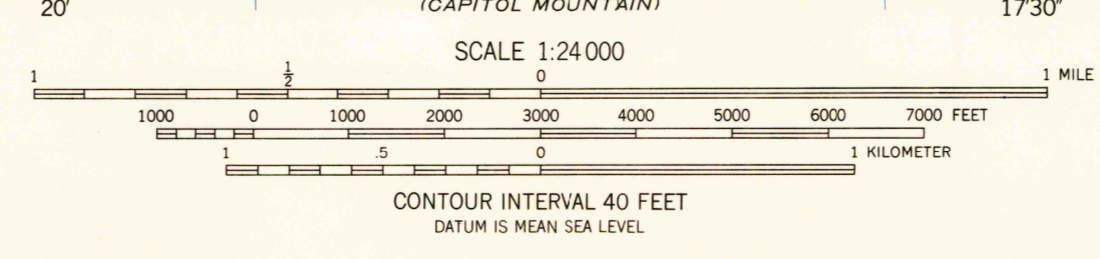 20′ (CAPITOL MOUNTAIN) 17′30″
SCALE 1:24 000
1 ½ 0 1 MILE
1000 0 1000 2000 3000 4000 5000 6000 7000 FEET
1 .5 0 1 KILOMETER
CONTOUR INTERVAL 40 FEET
DATUM IS MEAN SEA LEVEL